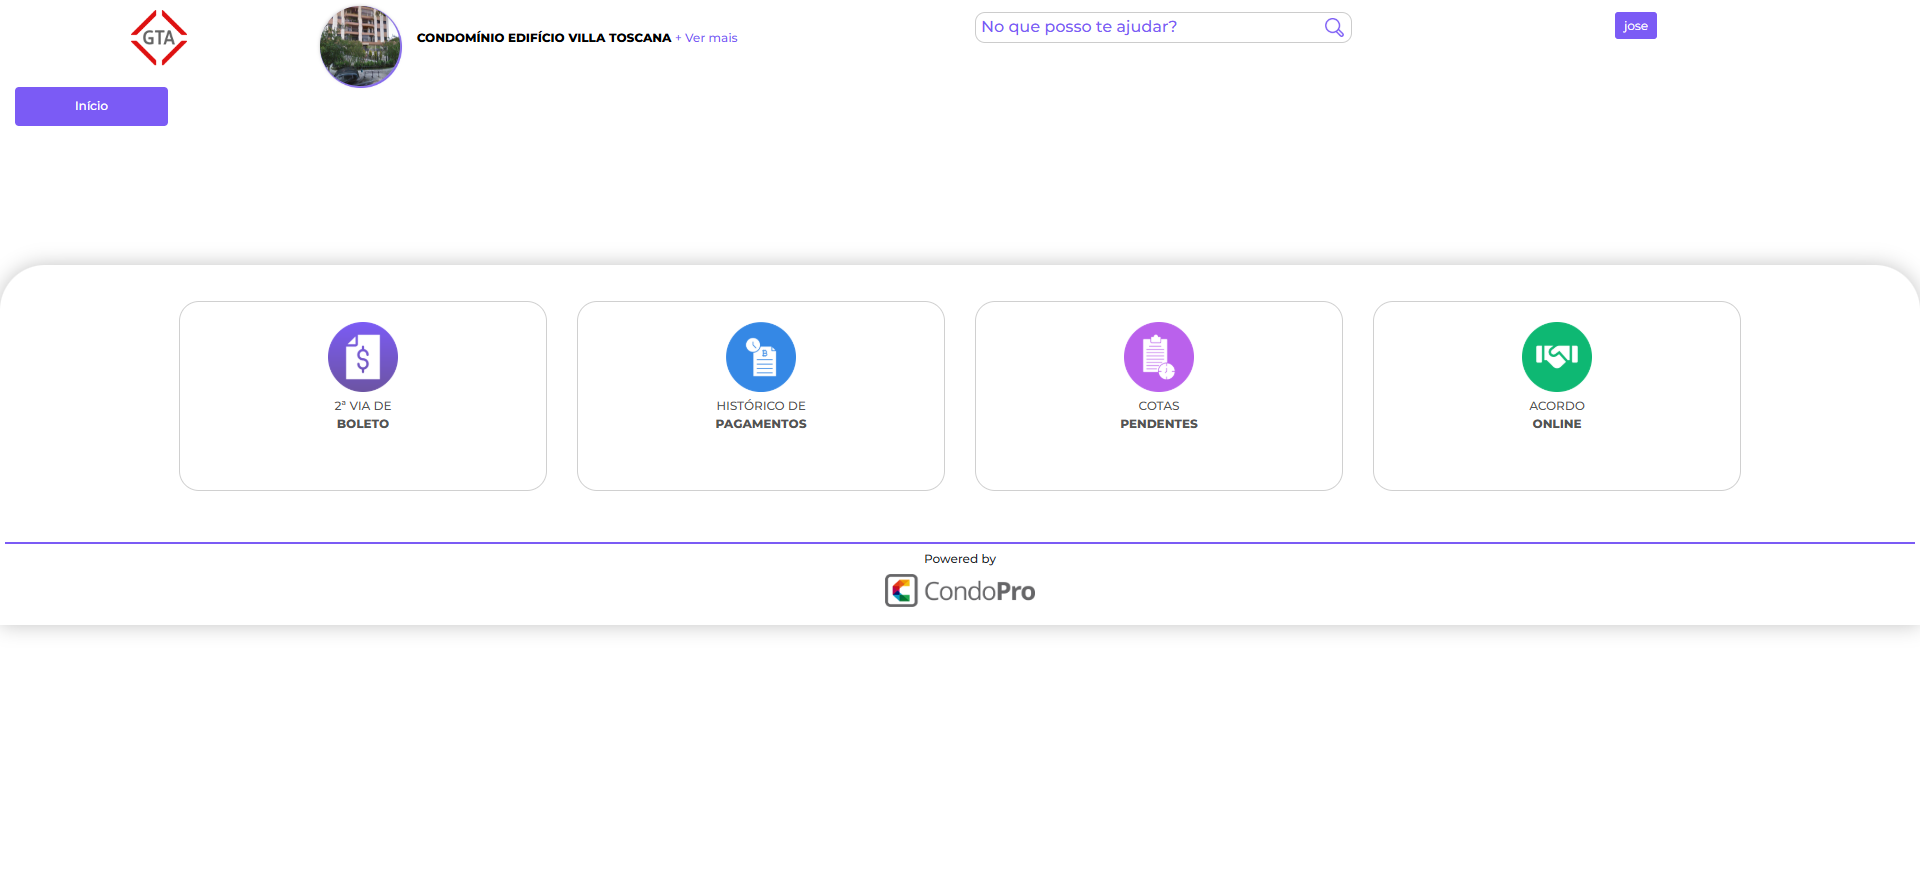 GTA
CONDOMÍNIO EDIFÍCIO VILLA TOSCANA + Ver mais
No que posso te ajudar?
jose
Início
2ª VIA DE
BOLETO
HISTÓRICO DE
PAGAMENTOS
COTAS
PENDENTES
ACORDO
ONLINE
Powered by
CondoPro